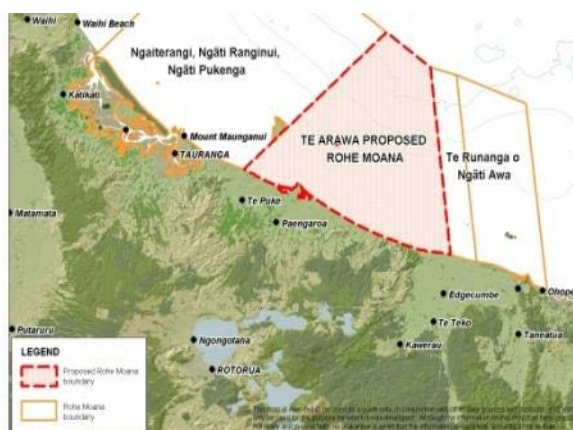 Waihi
Waihi Beach
Ngaiterangi, Ngāti Ranginui,
Ngāti Pukenga
Katikati
Mount Maunganui
TAURANGA
TE ARAWA PROPOSED
ROHE MOANA
Te Runanga o
Ngāti Awa
Te Puke
Paengaroa
Matamata
Edgecumbe
Ohope
Putaruru
Ngongotaha
Te Teko
Taneatua
Kawerau
ROTORUA
LEGEND
Proposed Rohe Moana
boundary
Rohe Moana
boundary